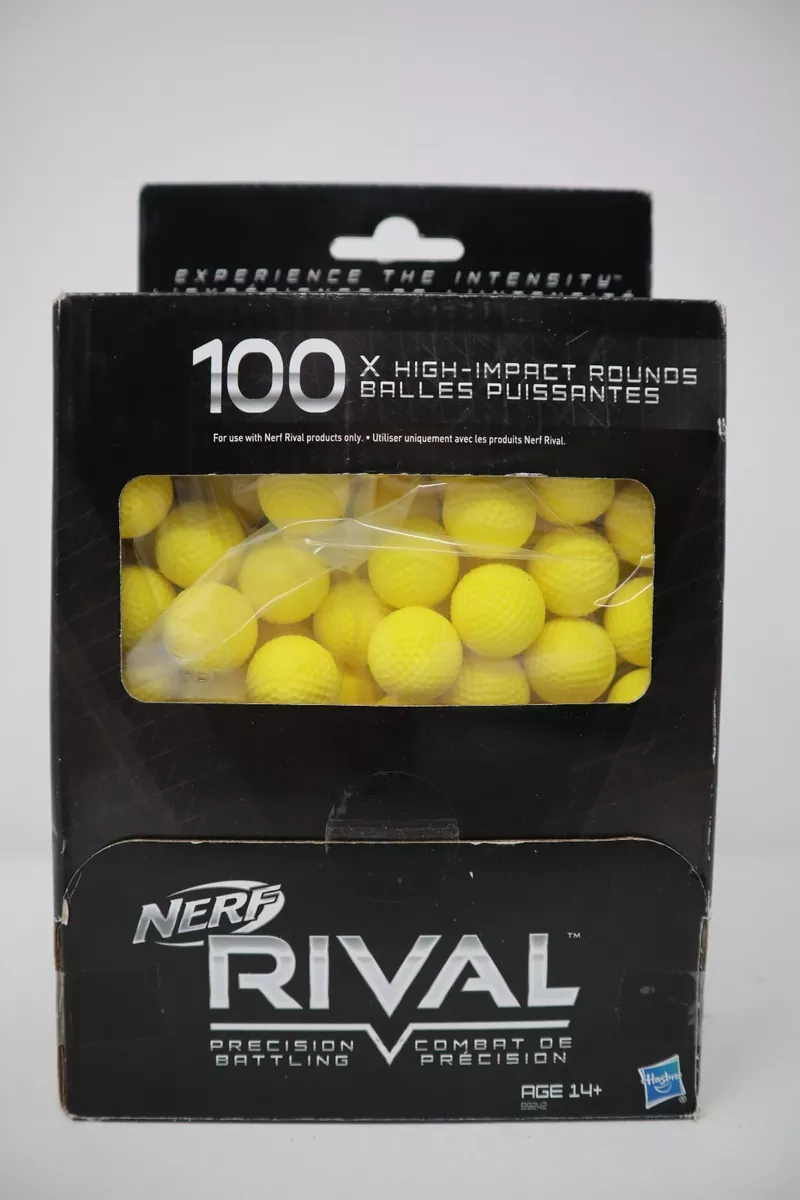 EXPERIENCE THE INTENSITY™
100 X HIGH-IMPACT ROUNDS
BALLES PUISSANTES
For use with Nerf Rival products only. • Utiliser uniquement avec les produits Nerf Rival.
NERF
RIVAL™
PRECISION BATTLING
COMBAT DE PRÉCISION
AGE 14+
B9242
Hasbro®